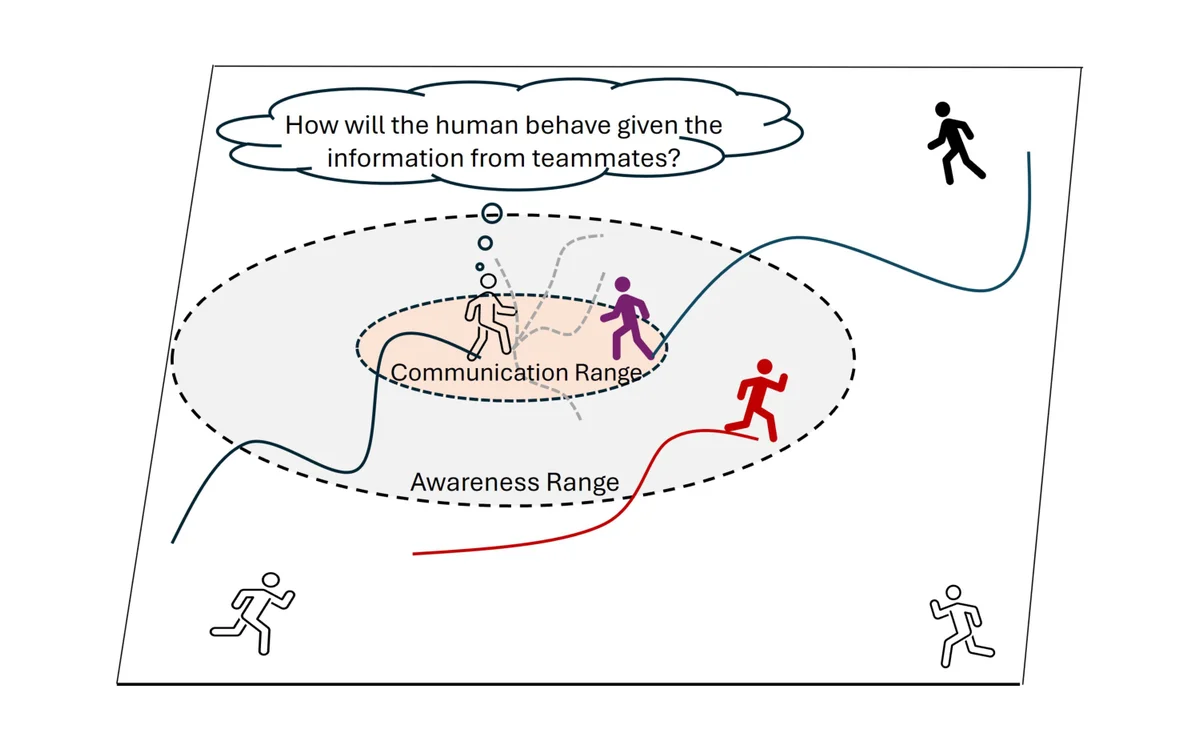 How will the human behave given the
information from teammates?
Communication Range
Awareness Range